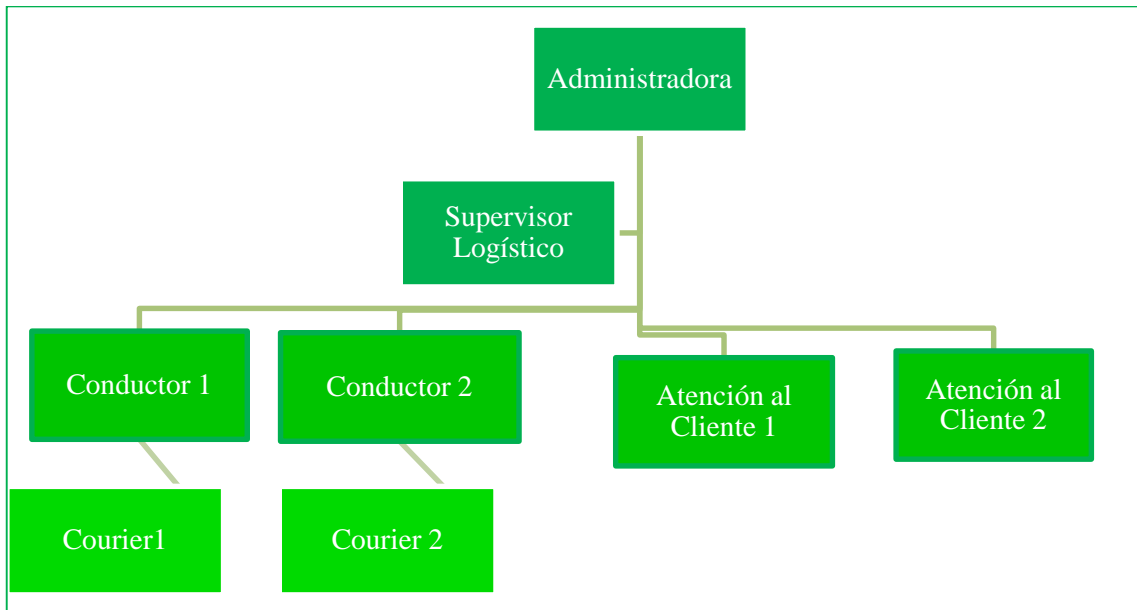 Administradora
Supervisor
Logístico
Conductor 1
Conductor 2
Atención al
Cliente 1
Atención al
Cliente 2
Courier1
Courier 2